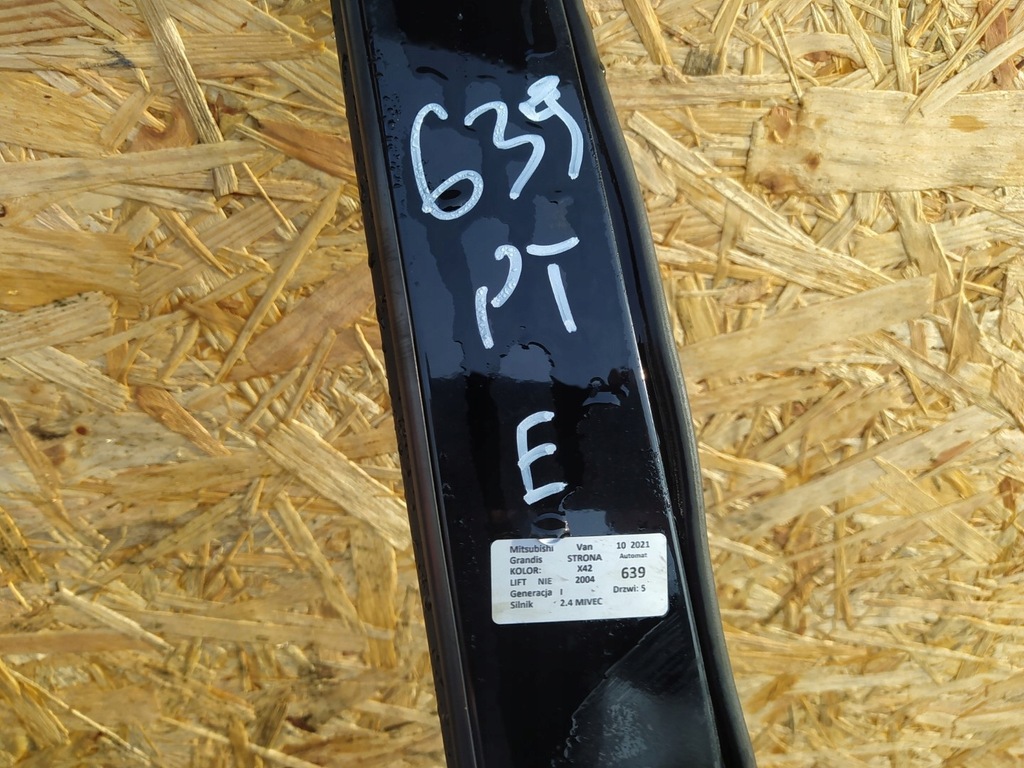 639
PT
E
Mitsubishi Van 10 2021
Grandis STRONA Automat
KOLOR: X42
LIFT NIE 2004 639
Generacja I - Drzwi: 5
Silnik 2.4 MIVEC